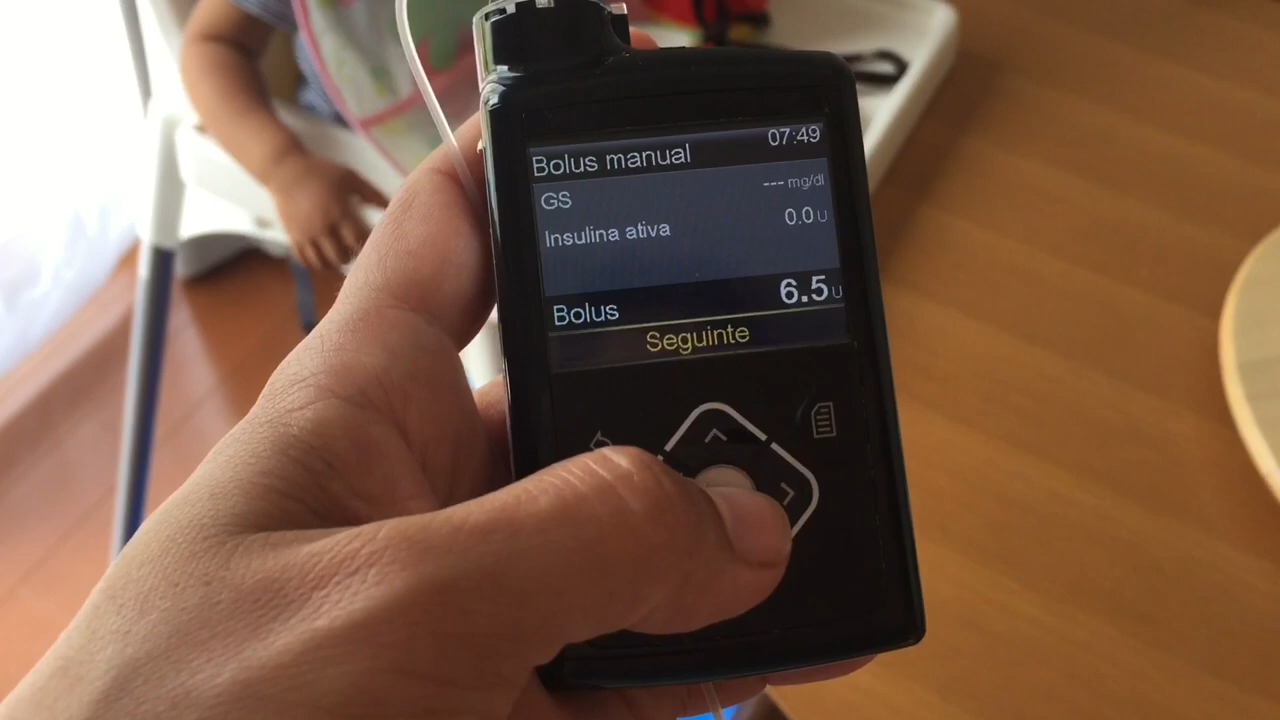 07:49
Bolus manual
GS --- mg/dl
Insulina ativa 0.0 U
Bolus 6.5 U
Seguinte